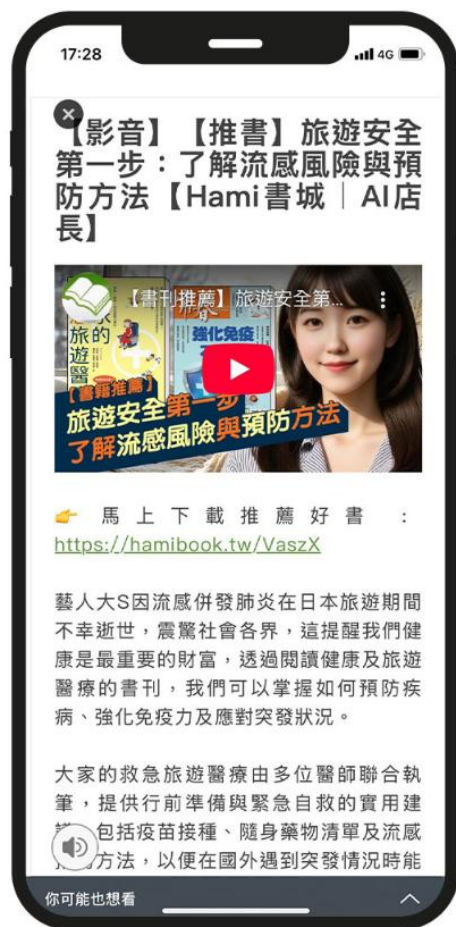 17:28
4G
【影音】【推書】旅遊安全
第一步：了解流感風險與預
防方法【Hami書城｜AI店
長】
【書刊推薦】旅遊安全第...
旅遊醫
強化免疫
【書籍推薦】
旅遊安全第一步
了解流感風險與預防方法
👉 馬上下載推薦好書：
https://hamibook.tw/VaszX
藝人大S因流感併發肺炎在日本旅遊期間
不幸逝世，震驚社會各界，這提醒我們健
康是最重要的財富，透過閱讀健康及旅遊
醫療的書刊，我們可以掌握如何預防疾
病、強化免疫力及應對突發狀況。
大家的救急旅遊醫療由多位醫師聯合執
筆，提供行前準備與緊急自救的實用建
包括疫苗接種、隨身藥物清單及流感
方法，以便在國外遇到突發情況時能
你可能也想看